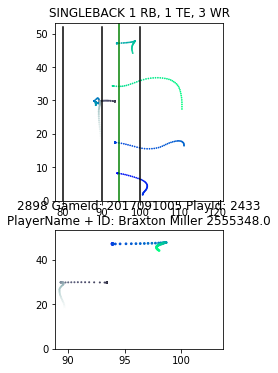 SINGLEBACK 1 RB, 1 TE, 3 WR
50
40
30
20
10
0
80 90 100 110 120
2898 GameId: 2017091005 PlayId: 2433
PlayerName + ID: Braxton Miller 2555348.0
40
20
0
90 95 100